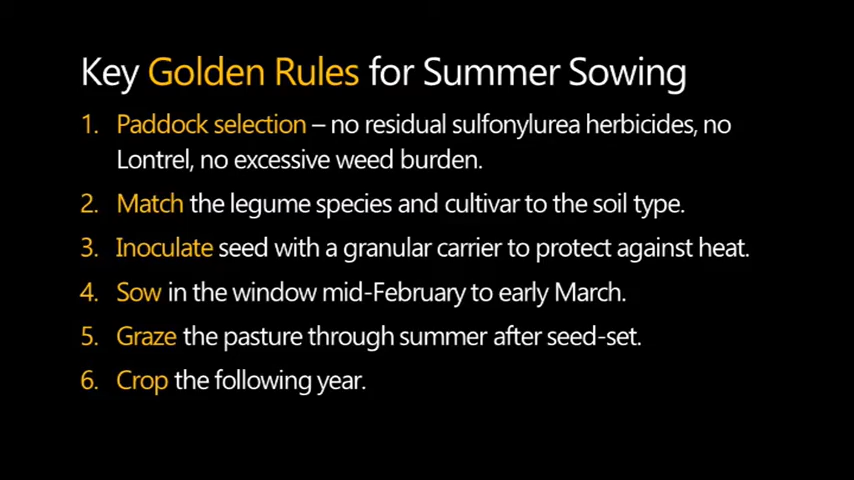 Key Golden Rules for Summer Sowing
1. Paddock selection – no residual sulfonylurea herbicides, no
Lontrel, no excessive weed burden.
2. Match the legume species and cultivar to the soil type.
3. Inoculate seed with a granular carrier to protect against heat.
4. Sow in the window mid-February to early March.
5. Graze the pasture through summer after seed-set.
6. Crop the following year.